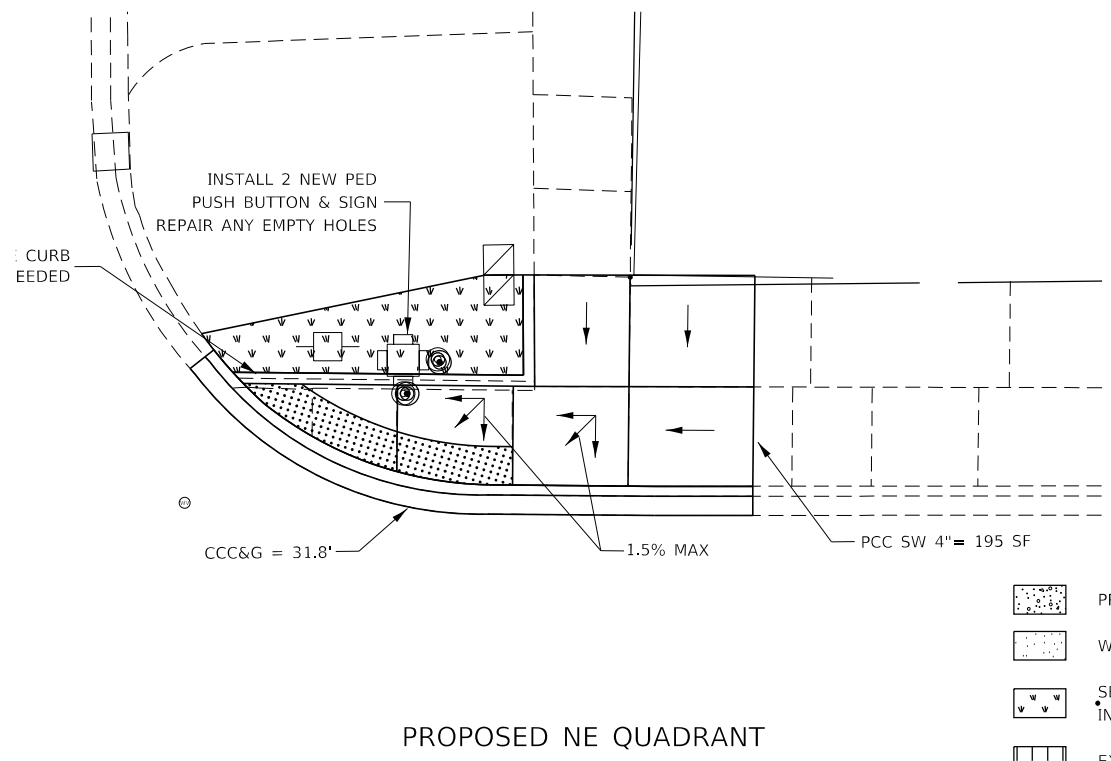 INSTALL 2 NEW PED
PUSH BUTTON & SIGN
REPAIR ANY EMPTY HOLES
CURB
EEDED
CCC&G = 31.8'
1.5% MAX
PCC SW 4"= 195 SF
PROPOSED NE QUADRANT